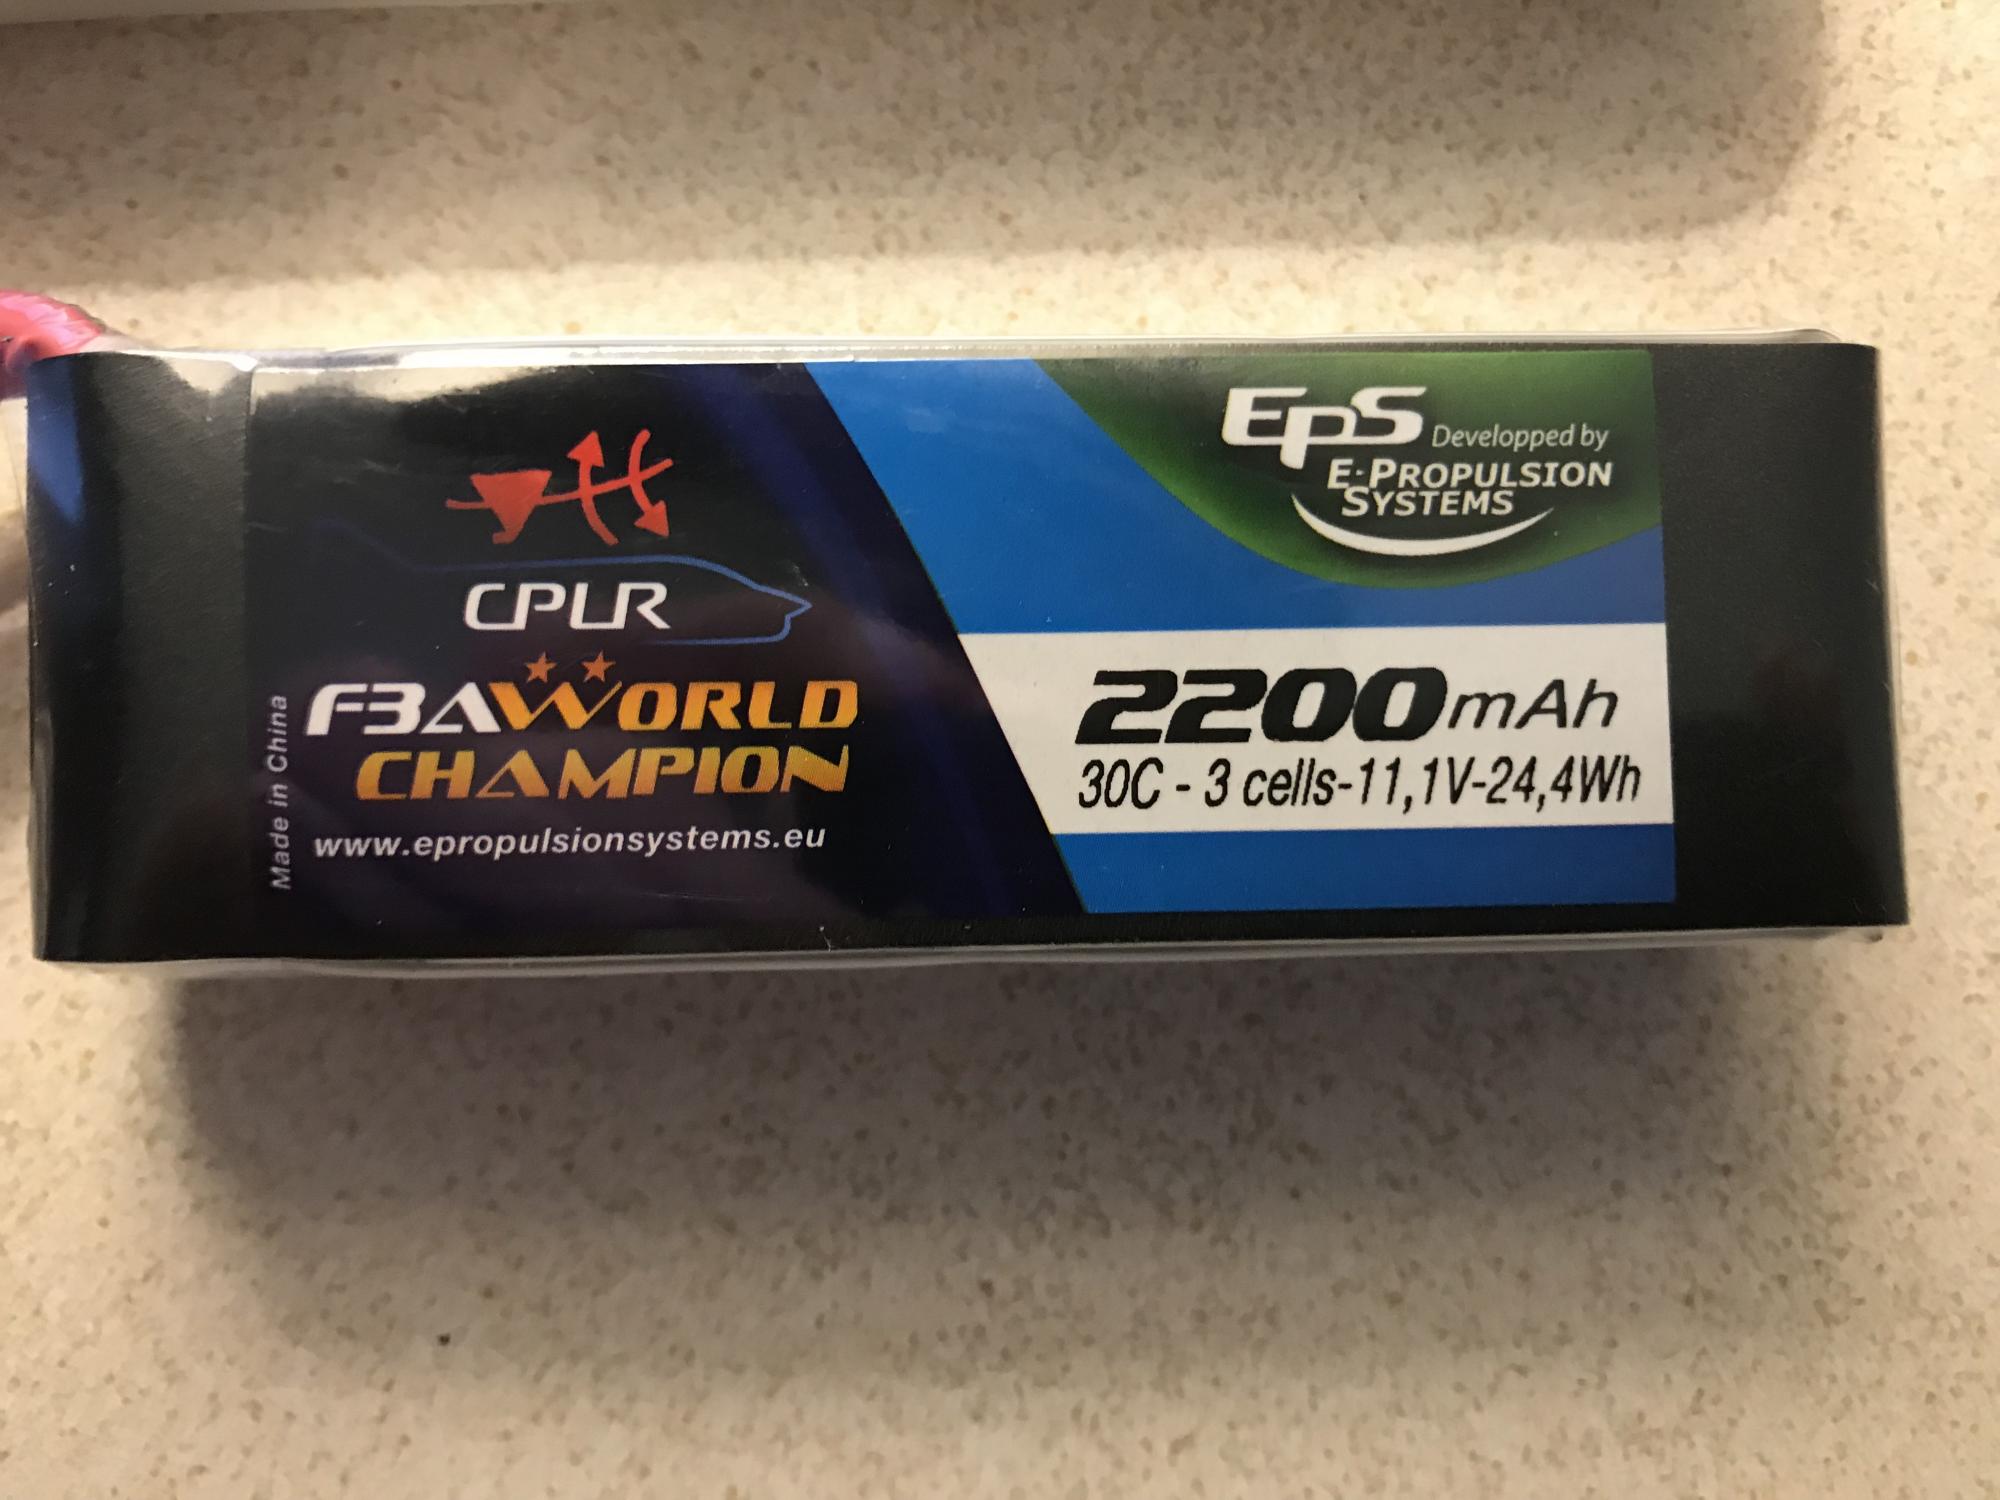 CPLR
F3A WORLD
CHAMPION
www.epropulsionsystems.eu
Made in China
EPS Developped by
E-PROPULSION
SYSTEMS
2200mAh
30C - 3 cells-11,1V-24,4Wh